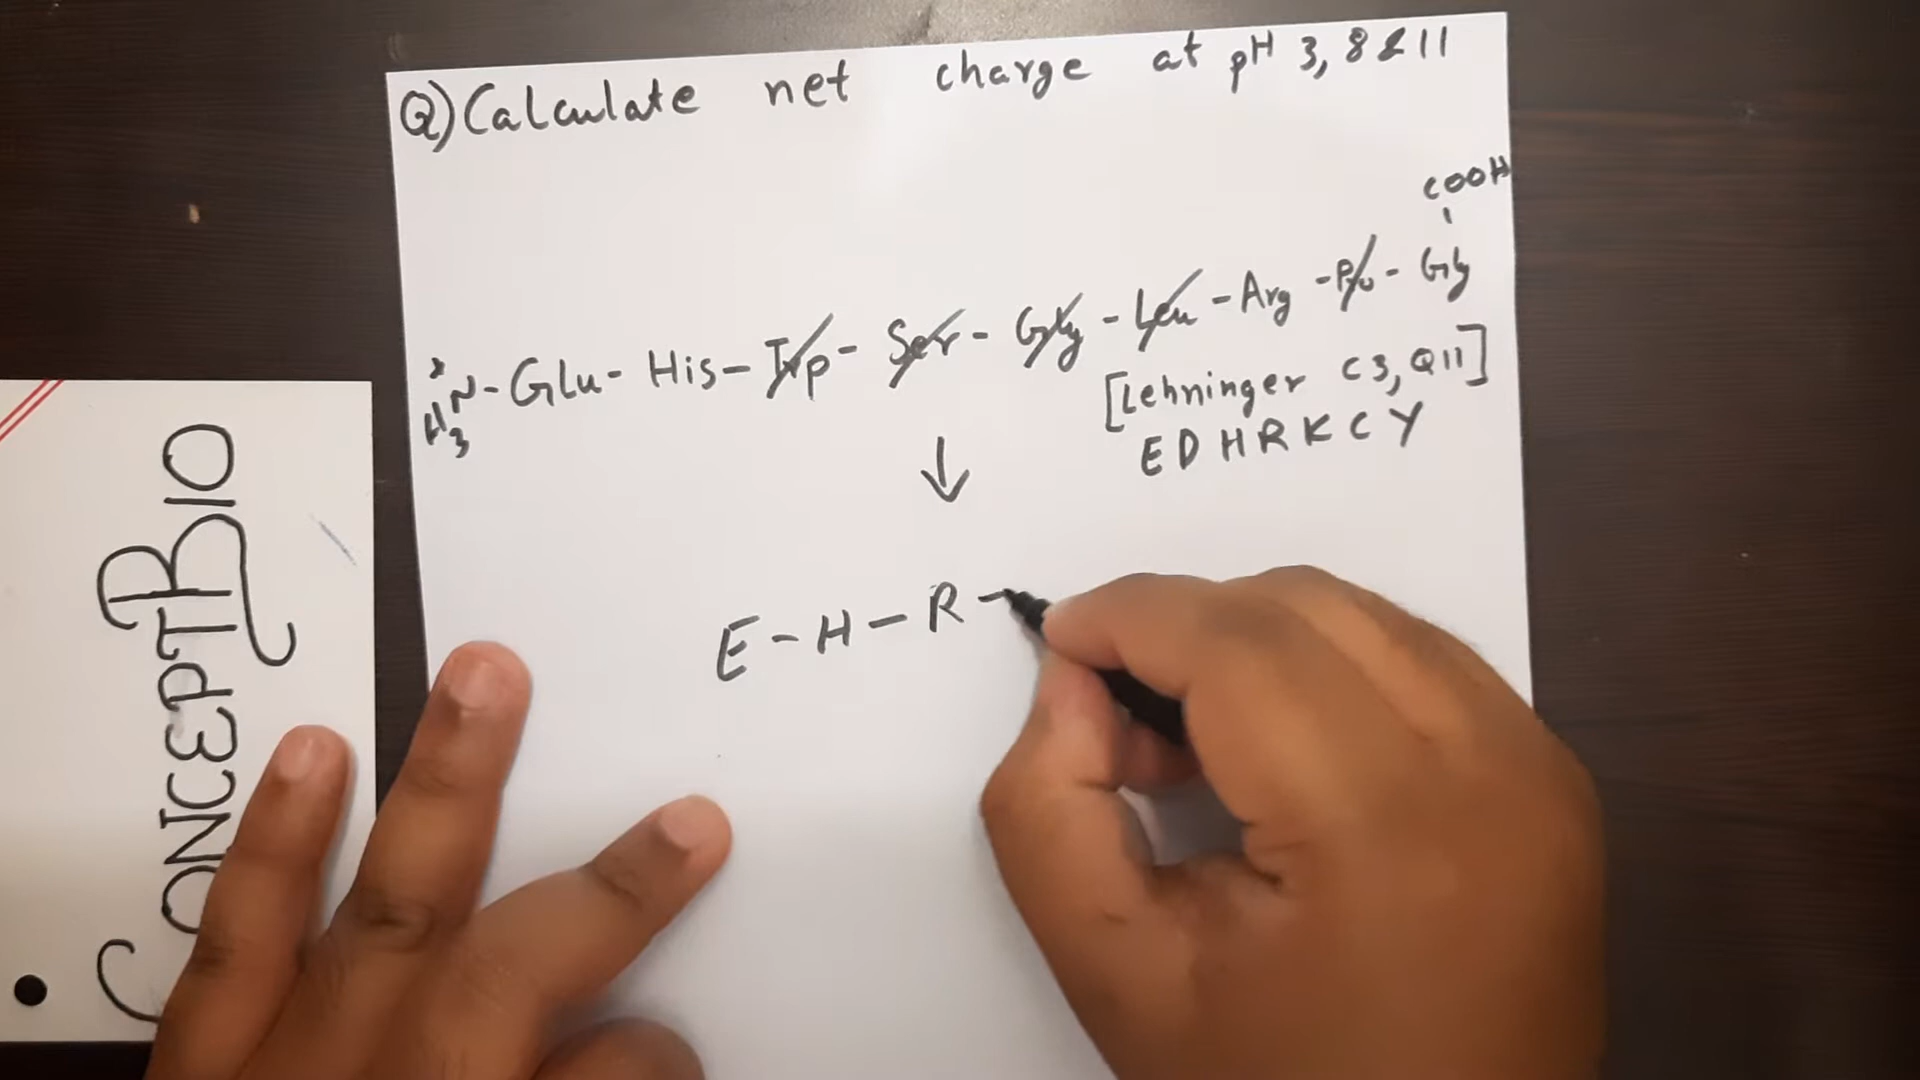 Q) Calculate net charge at pH 3, 8 & 11
COOH
H3N - Glu - His - Trp - Ser - Gly - Leu - Arg - Pro - Gly
[Lehninger C3, Q11]
E D H R K C Y
↓
E - H - R -
CONCEPTBIO